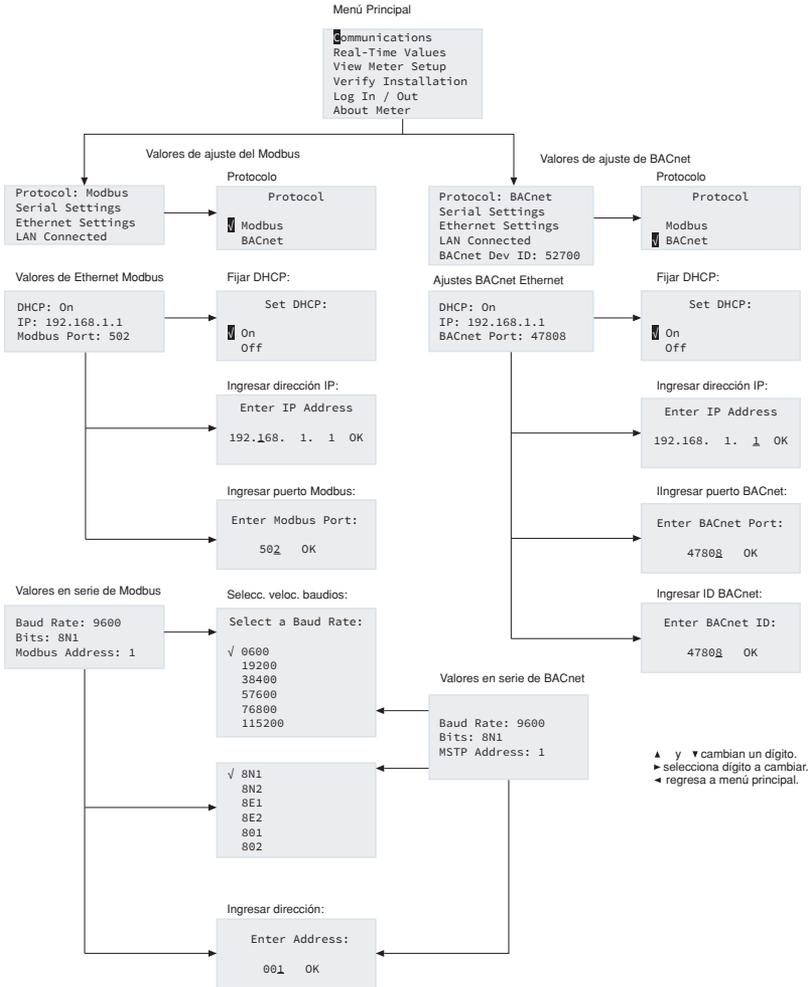 Menú Principal
Communications
Real-Time Values
View Meter Setup
Verify Installation
Log In / Out
About Meter
Valores de ajuste del Modbus
Protocol: Modbus
Serial Settings
Ethernet Settings
LAN Connected
Protocolo
Protocol
√ Modbus
BACnet
Valores de ajuste de BACnet
Protocol: BACnet
Serial Settings
Ethernet Settings
LAN Connected
BACnet Dev ID: 52700
Protocolo
Protocol
Modbus
√ BACnet
Valores de Ethernet Modbus
DHCP: On
IP: 192.168.1.1
Modbus Port: 502
Fijar DHCP:
Set DHCP:
√ On
Off
Ajustes BACnet Ethernet
DHCP: On
IP: 192.168.1.1
BACnet Port: 47808
Fijar DHCP:
Set DHCP:
√ On
Off
Ingresar dirección IP:
Enter IP Address
192.168. 1. 1 OK
Ingresar dirección IP:
Enter IP Address
192.168. 1. 1 OK
Ingresar puerto Modbus:
Enter Modbus Port:
502 OK
IIngresar puerto BACnet:
Enter BACnet Port:
47808 OK
Valores en serie de Modbus
Baud Rate: 9600
Bits: 8N1
Modbus Address: 1
Selecc. veloc. baudios:
Select a Baud Rate:
√ 0600
19200
38400
57600
76800
115200
Ingresar ID BACnet:
Enter BACnet ID:
47808 OK
Valores en serie de BACnet
Baud Rate: 9600
Bits: 8N1
MSTP Address: 1
√ 8N1
8N2
8E1
8E2
801
802
▲ y ▼ cambian un dígito.
► selecciona dígito a cambiar.
◄ regresa a menú principal.
Ingresar dirección:
Enter Address:
001 OK